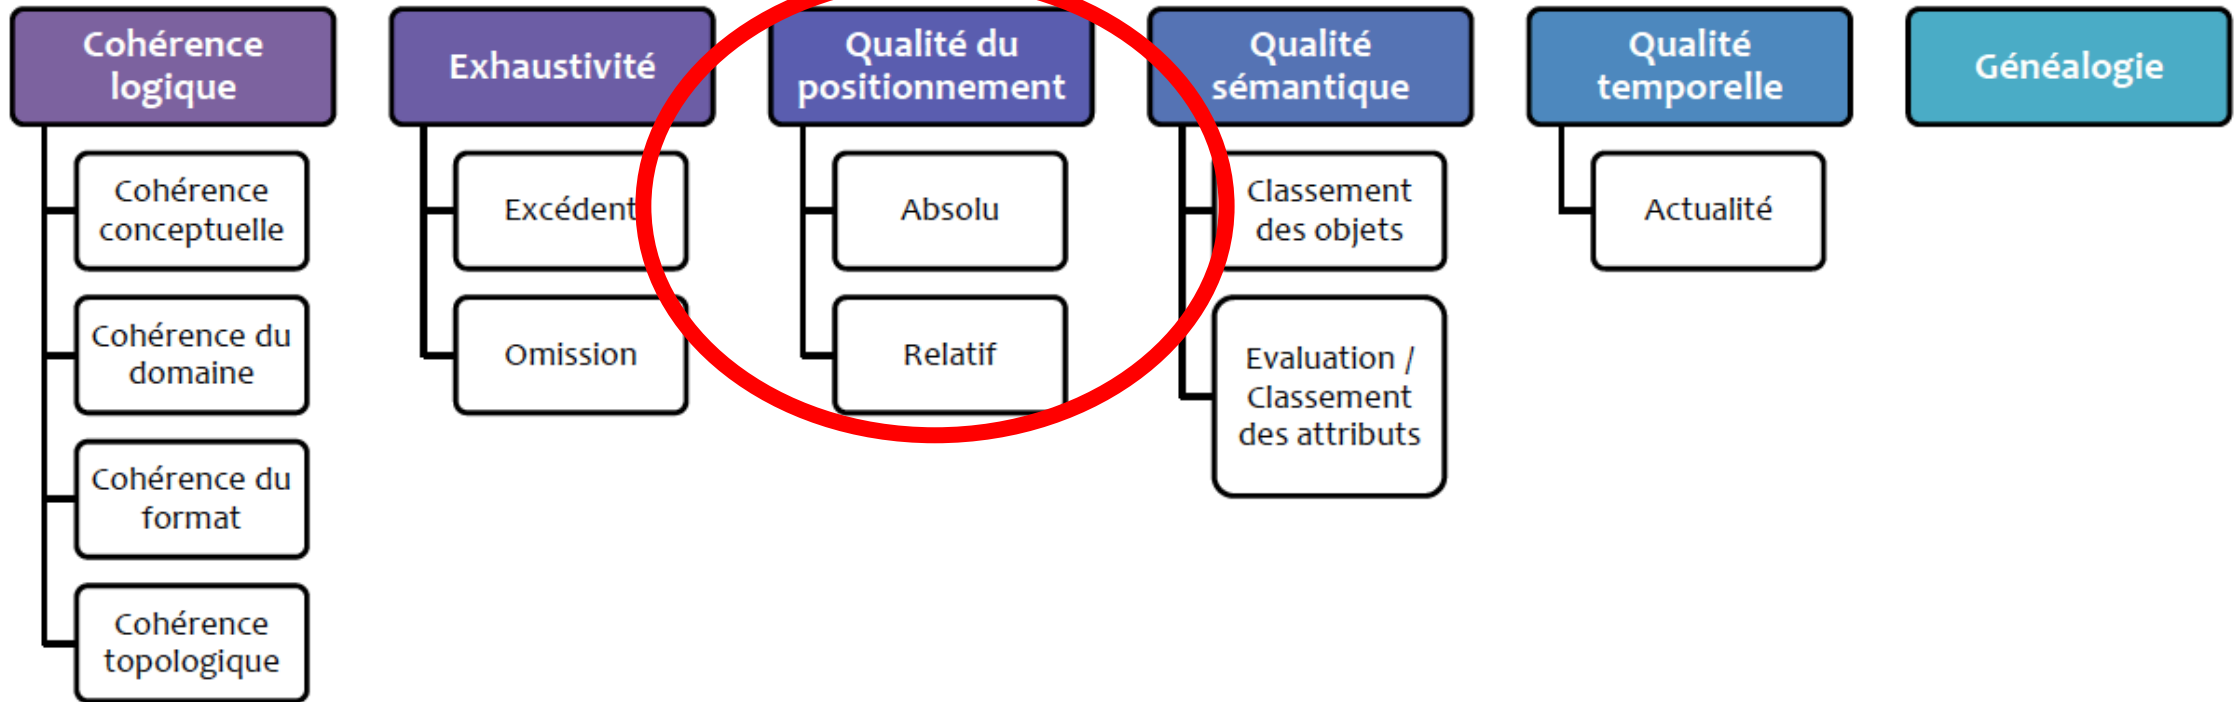 Cohérence
logique
Cohérence
conceptuelle
Cohérence du
domaine
Cohérence du
format
Cohérence
topologique
Exhaustivité
Excédent
Omission
Qualité du
positionnement
Absolu
Relatif
Qualité
sémantique
Classement
des objets
Evaluation /
Classement
des attributs
Qualité
temporelle
Actualité
Généalogie